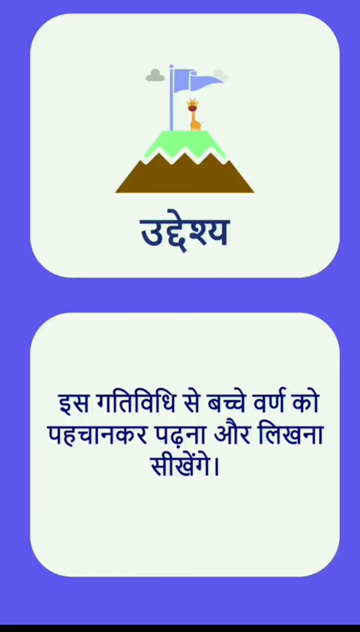 उद्देश्य
इस गतिविधि से बच्चे वर्ण को
पहचानकर पढ़ना और लिखना
सीखेंगे।